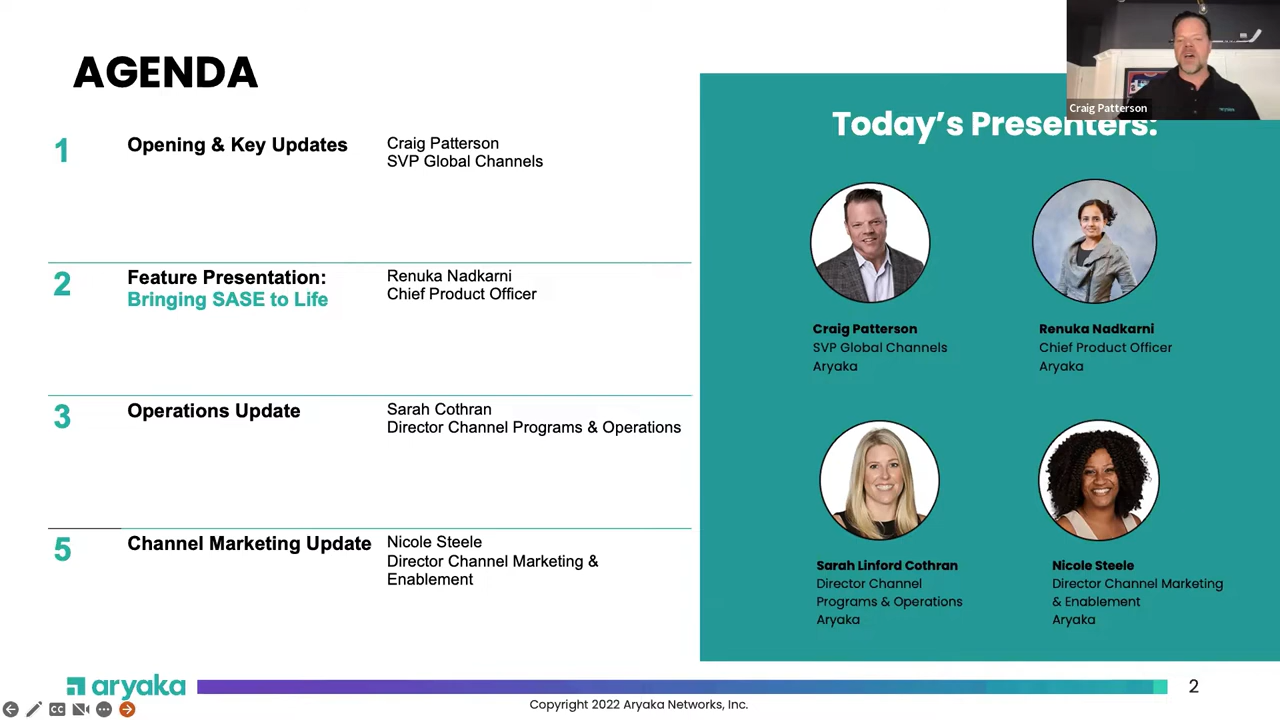 AGENDA
1
Opening & Key Updates
Craig Patterson
SVP Global Channels
2
Feature Presentation:
Bringing SASE to Life
Renuka Nadkarni
Chief Product Officer
3
Operations Update
Sarah Cothran
Director Channel Programs & Operations
5
Channel Marketing Update
Nicole Steele
Director Channel Marketing &
Enablement
Craig Patterson
Today's Presenters:
Craig Patterson
SVP Global Channels
Aryaka
Renuka Nadkarni
Chief Product Officer
Aryaka
Sarah Linford Cothran
Director Channel
Programs & Operations
Aryaka
Nicole Steele
Director Channel Marketing
& Enablement
Aryaka
aryaka
2
CC
Copyright 2022 Aryaka Networks, Inc.